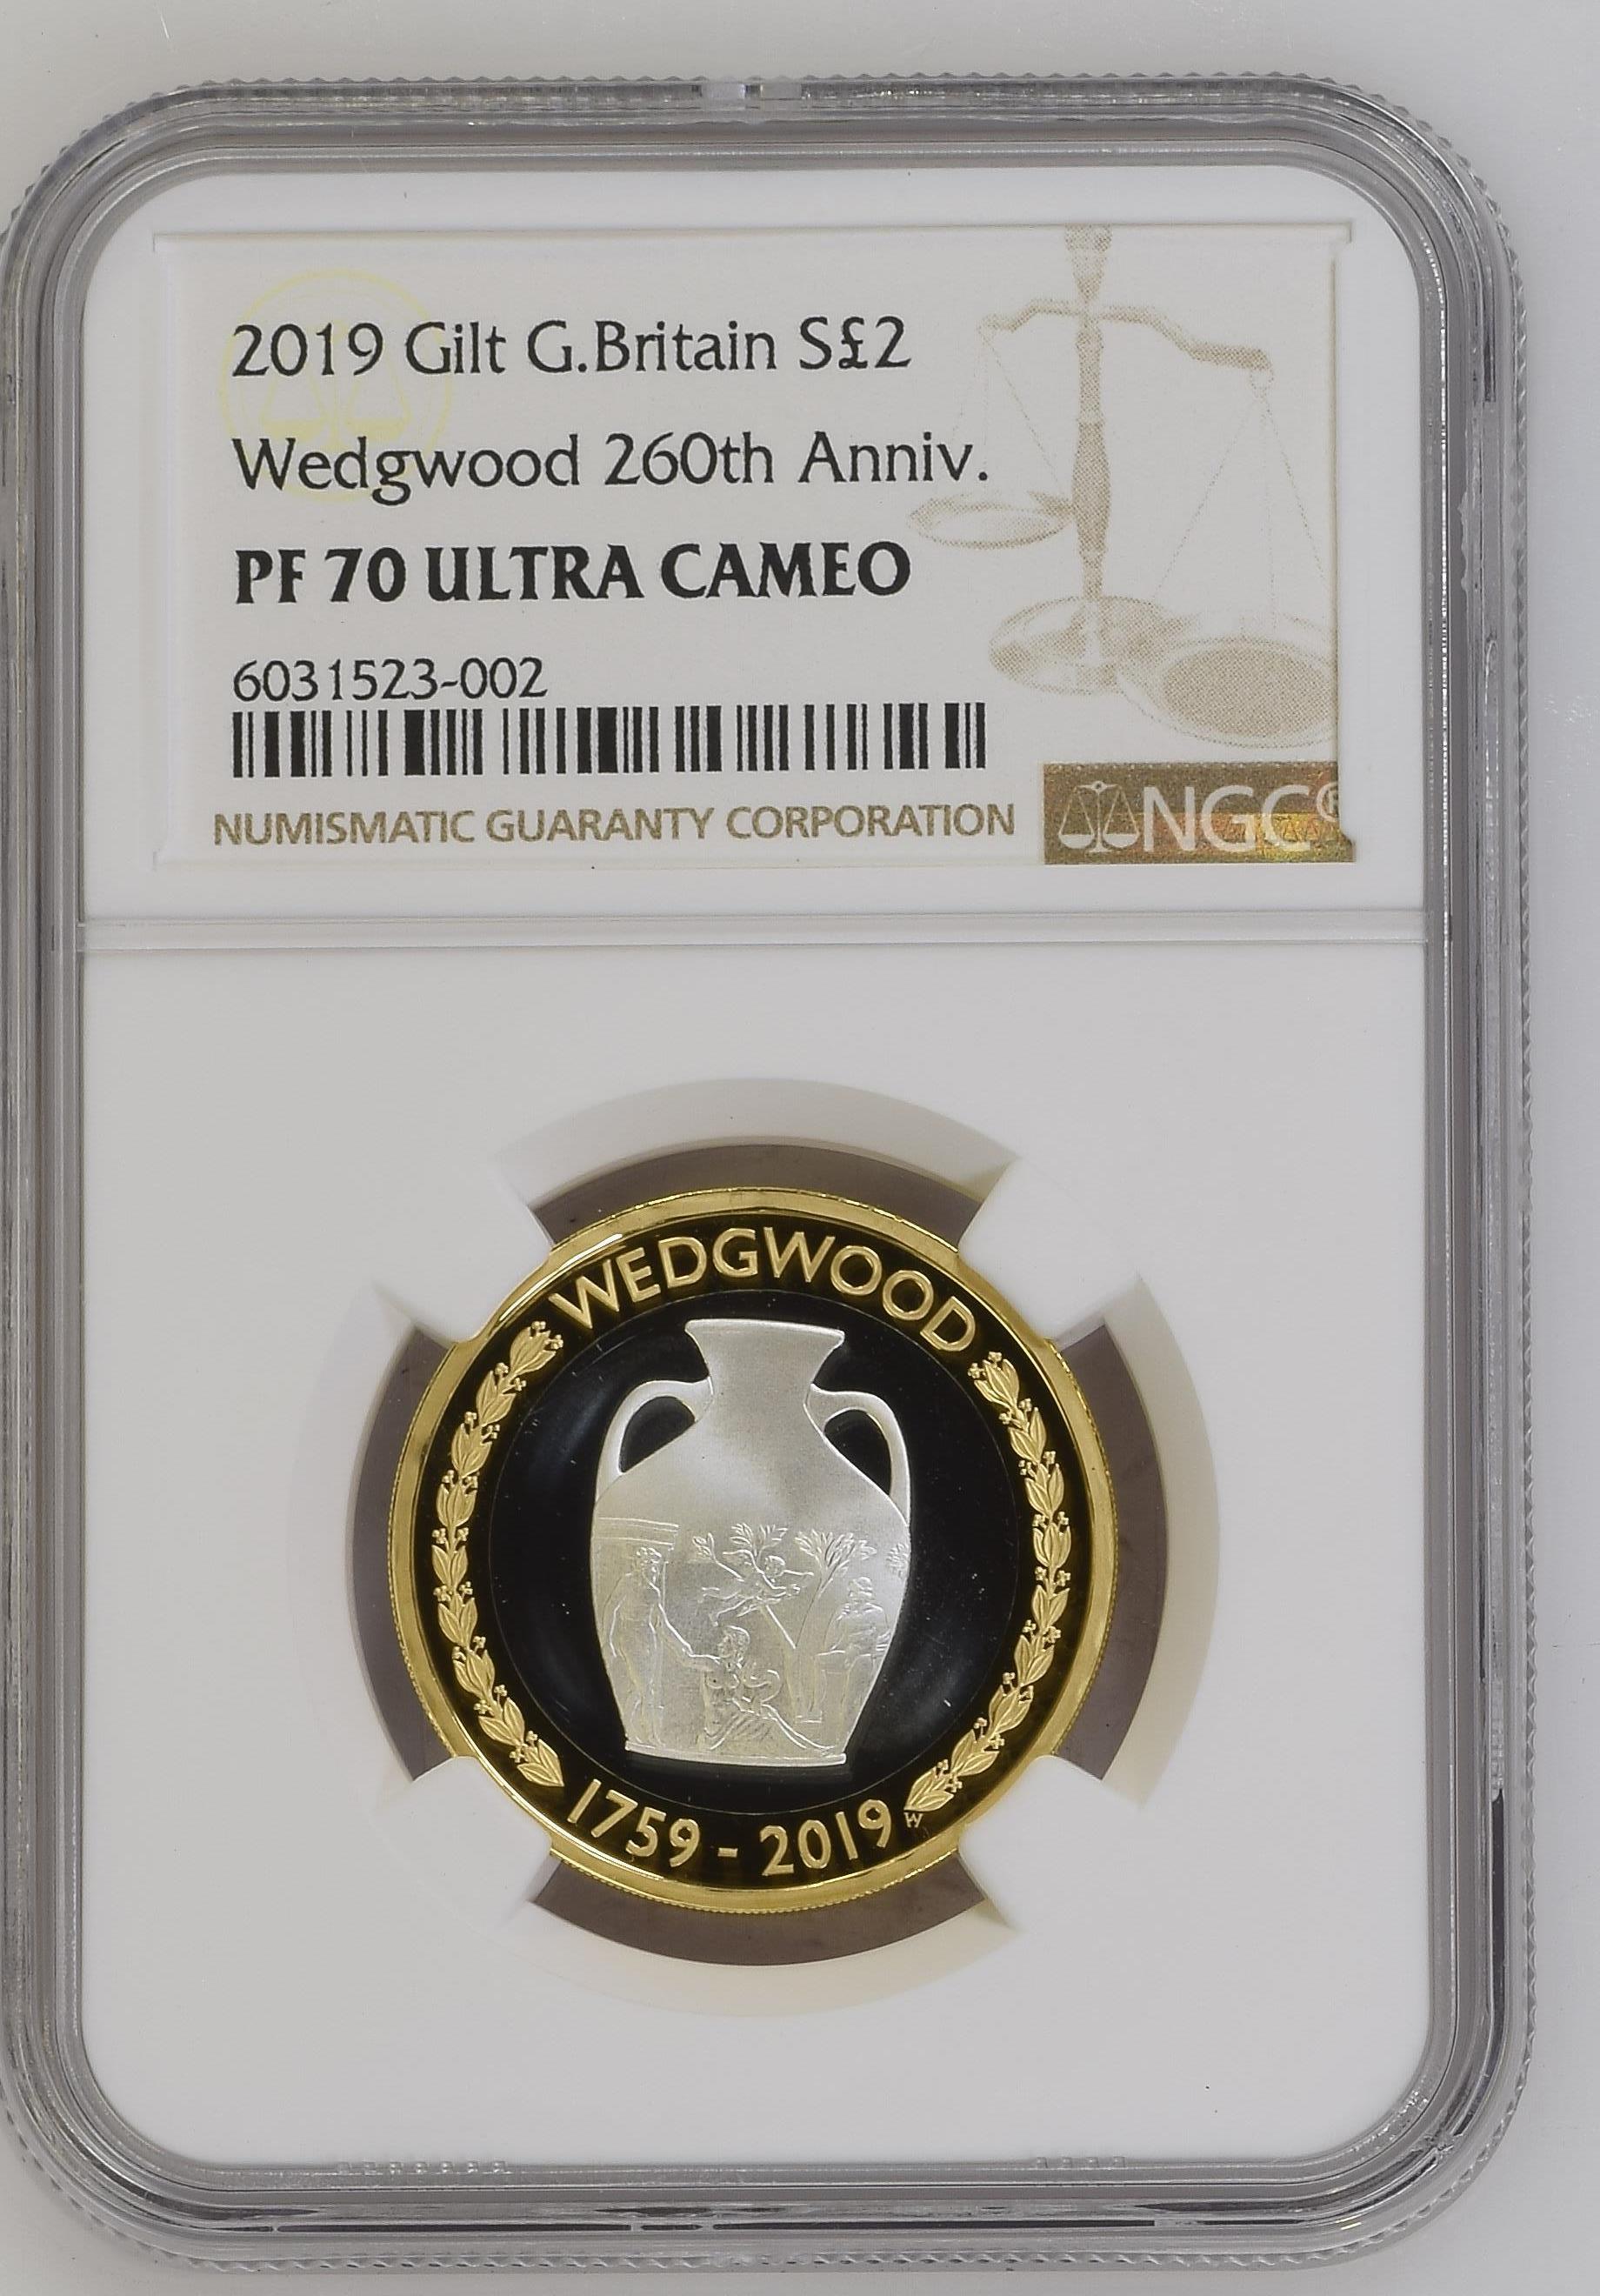 2019 Gilt G.Britain S£2
Wedgwood 260th Anniv.
PF 70 ULTRA CAMEO
6031523-002
NUMISMATIC GUARANTY CORPORATION
NGC®
WEDGWOOD
1759 - 2019
W